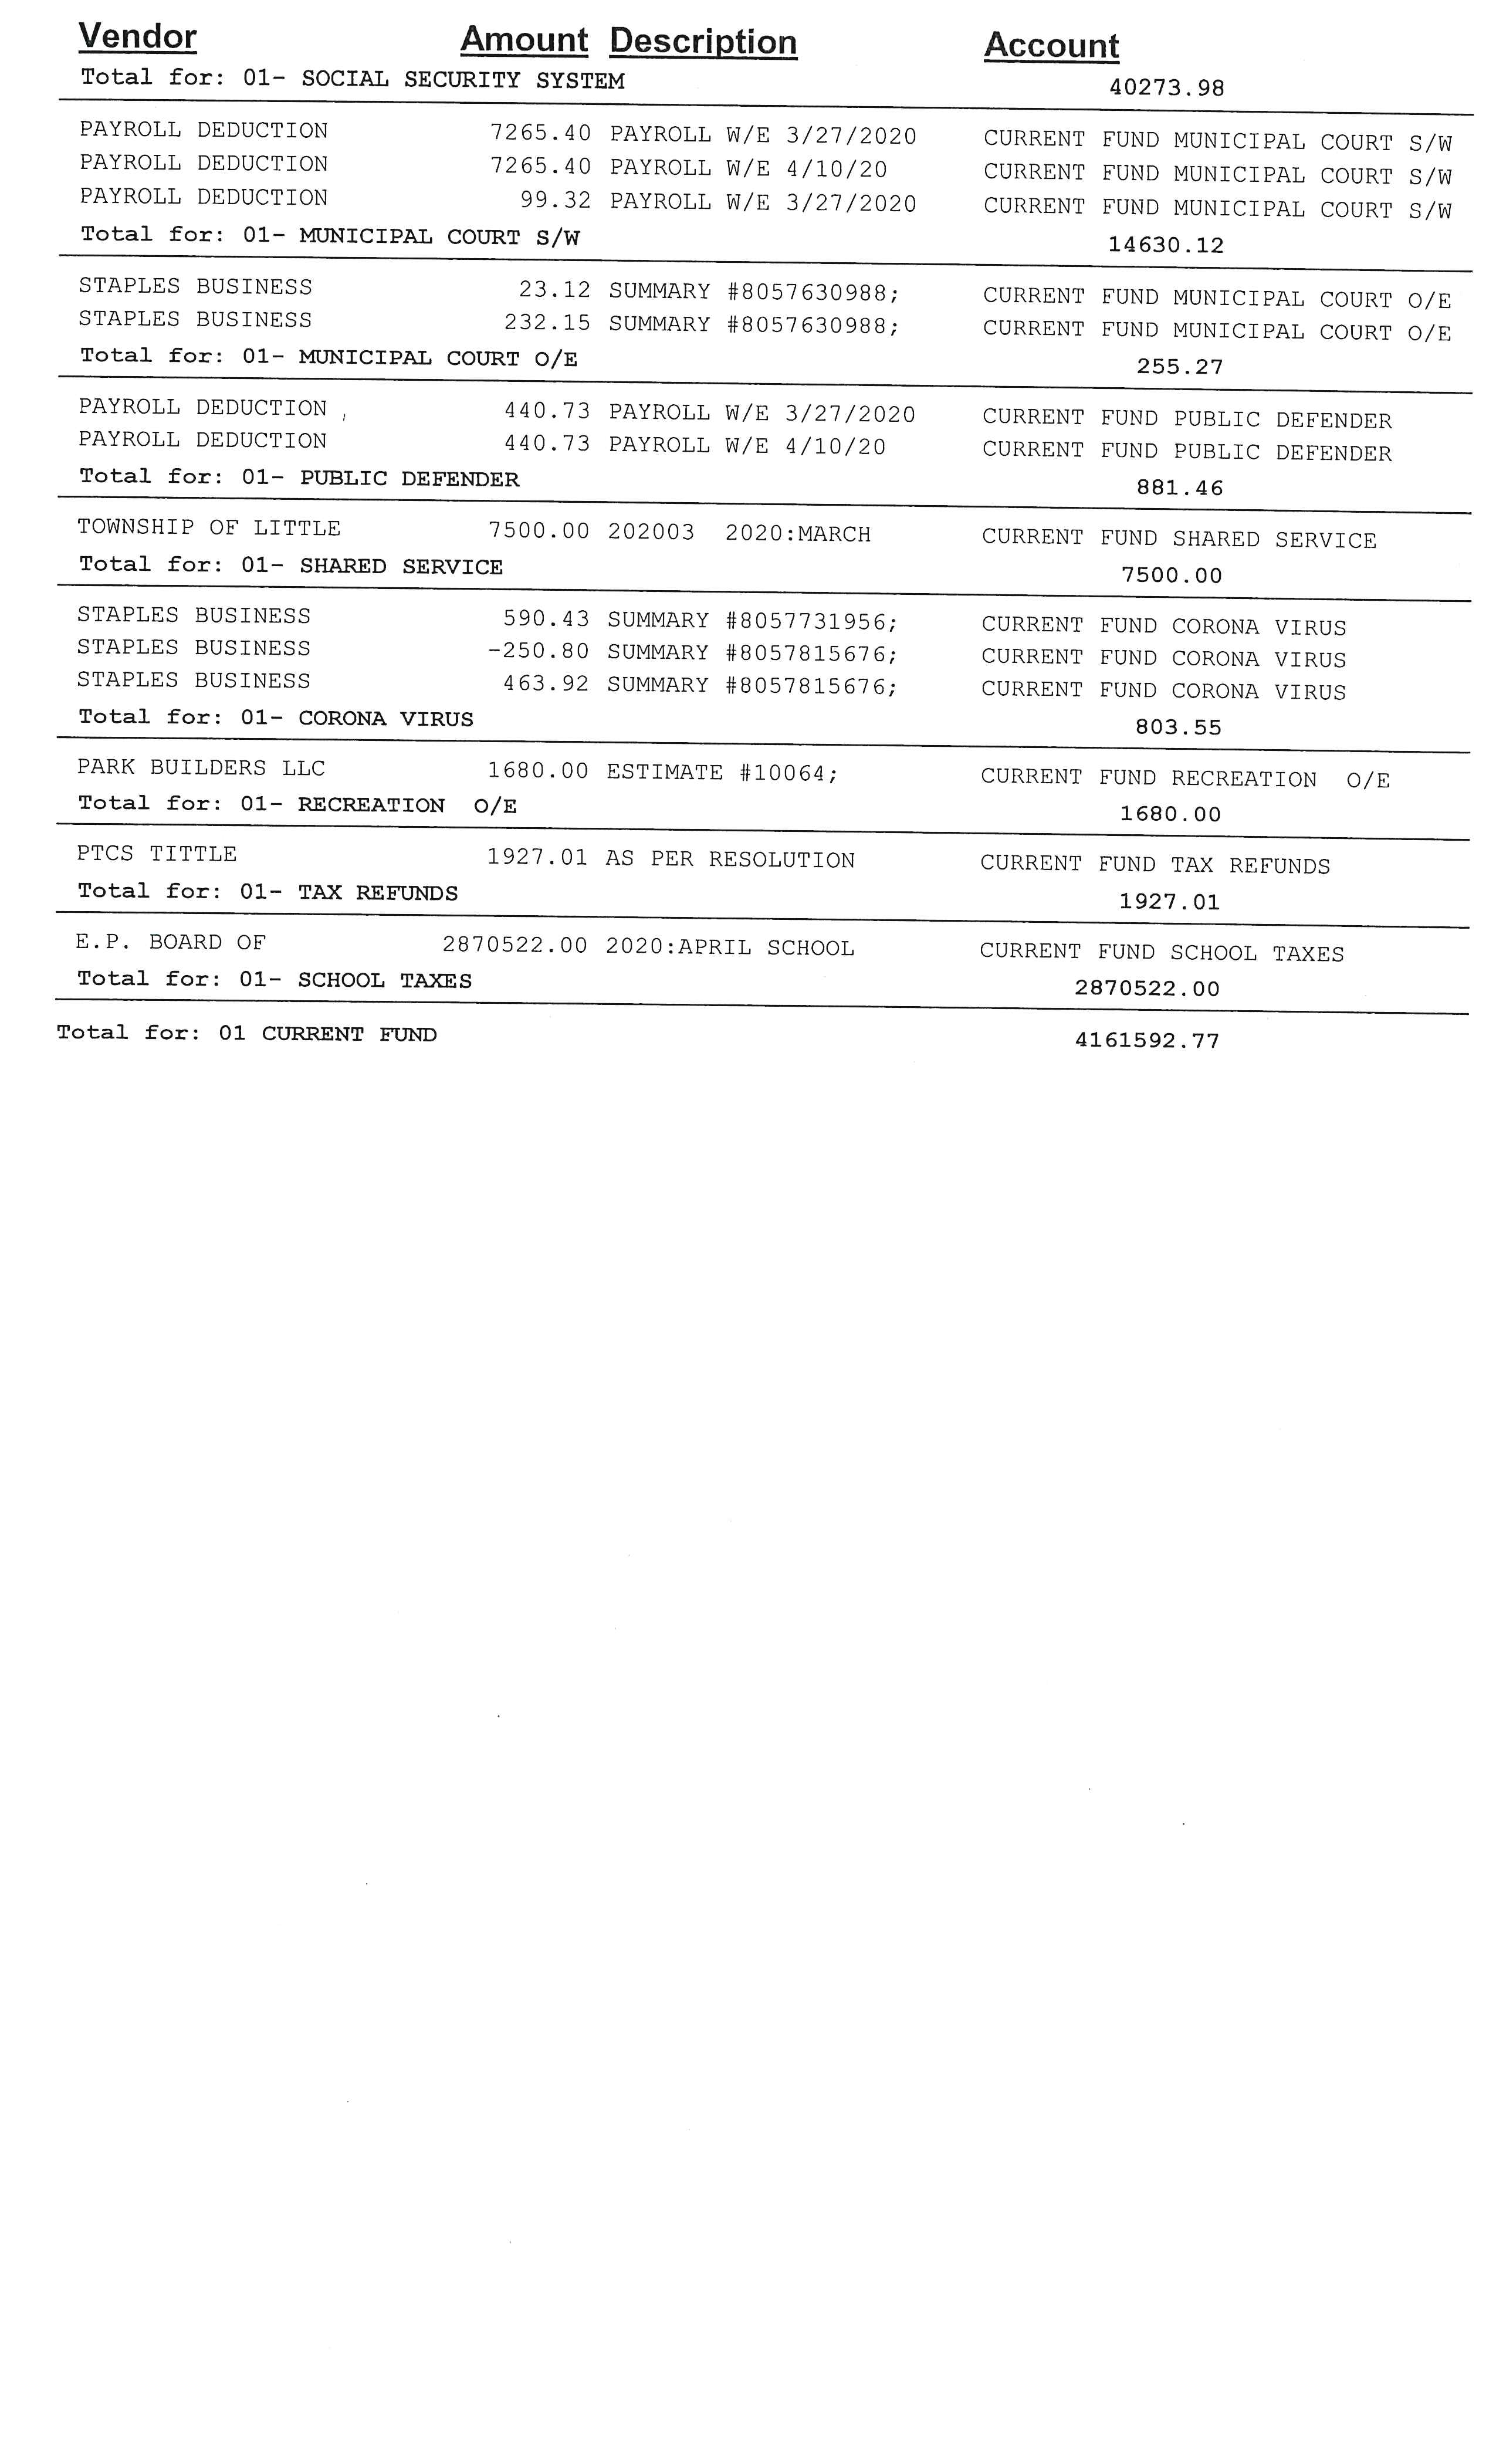 Vendor Amount Description Account
Total for: 01- SOCIAL SECURITY SYSTEM 40273.98
PAYROLL DEDUCTION 7265.40 PAYROLL W/E 3/27/2020 CURRENT FUND MUNICIPAL COURT S/W
PAYROLL DEDUCTION 7265.40 PAYROLL W/E 4/10/20 CURRENT FUND MUNICIPAL COURT S/W
PAYROLL DEDUCTION 99.32 PAYROLL W/E 3/27/2020 CURRENT FUND MUNICIPAL COURT S/W
Total for: 01- MUNICIPAL COURT S/W 14630.12
STAPLES BUSINESS 23.12 SUMMARY #8057630988; CURRENT FUND MUNICIPAL COURT O/E
STAPLES BUSINESS 232.15 SUMMARY #8057630988; CURRENT FUND MUNICIPAL COURT O/E
Total for: 01- MUNICIPAL COURT O/E 255.27
PAYROLL DEDUCTION 440.73 PAYROLL W/E 3/27/2020 CURRENT FUND PUBLIC DEFENDER
PAYROLL DEDUCTION 440.73 PAYROLL W/E 4/10/20 CURRENT FUND PUBLIC DEFENDER
Total for: 01- PUBLIC DEFENDER 881.46
TOWNSHIP OF LITTLE 7500.00 202003 2020:MARCH CURRENT FUND SHARED SERVICE
Total for: 01- SHARED SERVICE 7500.00
STAPLES BUSINESS 590.43 SUMMARY #8057731956; CURRENT FUND CORONA VIRUS
STAPLES BUSINESS -250.80 SUMMARY #8057815676; CURRENT FUND CORONA VIRUS
STAPLES BUSINESS 463.92 SUMMARY #8057815676; CURRENT FUND CORONA VIRUS
Total for: 01- CORONA VIRUS 803.55
PARK BUILDERS LLC 1680.00 ESTIMATE #10064; CURRENT FUND RECREATION O/E
Total for: 01- RECREATION O/E 1680.00
PTCS TITTLE 1927.01 AS PER RESOLUTION CURRENT FUND TAX REFUNDS
Total for: 01- TAX REFUNDS 1927.01
E.P. BOARD OF 2870522.00 2020:APRIL SCHOOL CURRENT FUND SCHOOL TAXES
Total for: 01- SCHOOL TAXES 2870522.00
Total for: 01 CURRENT FUND 4161592.77